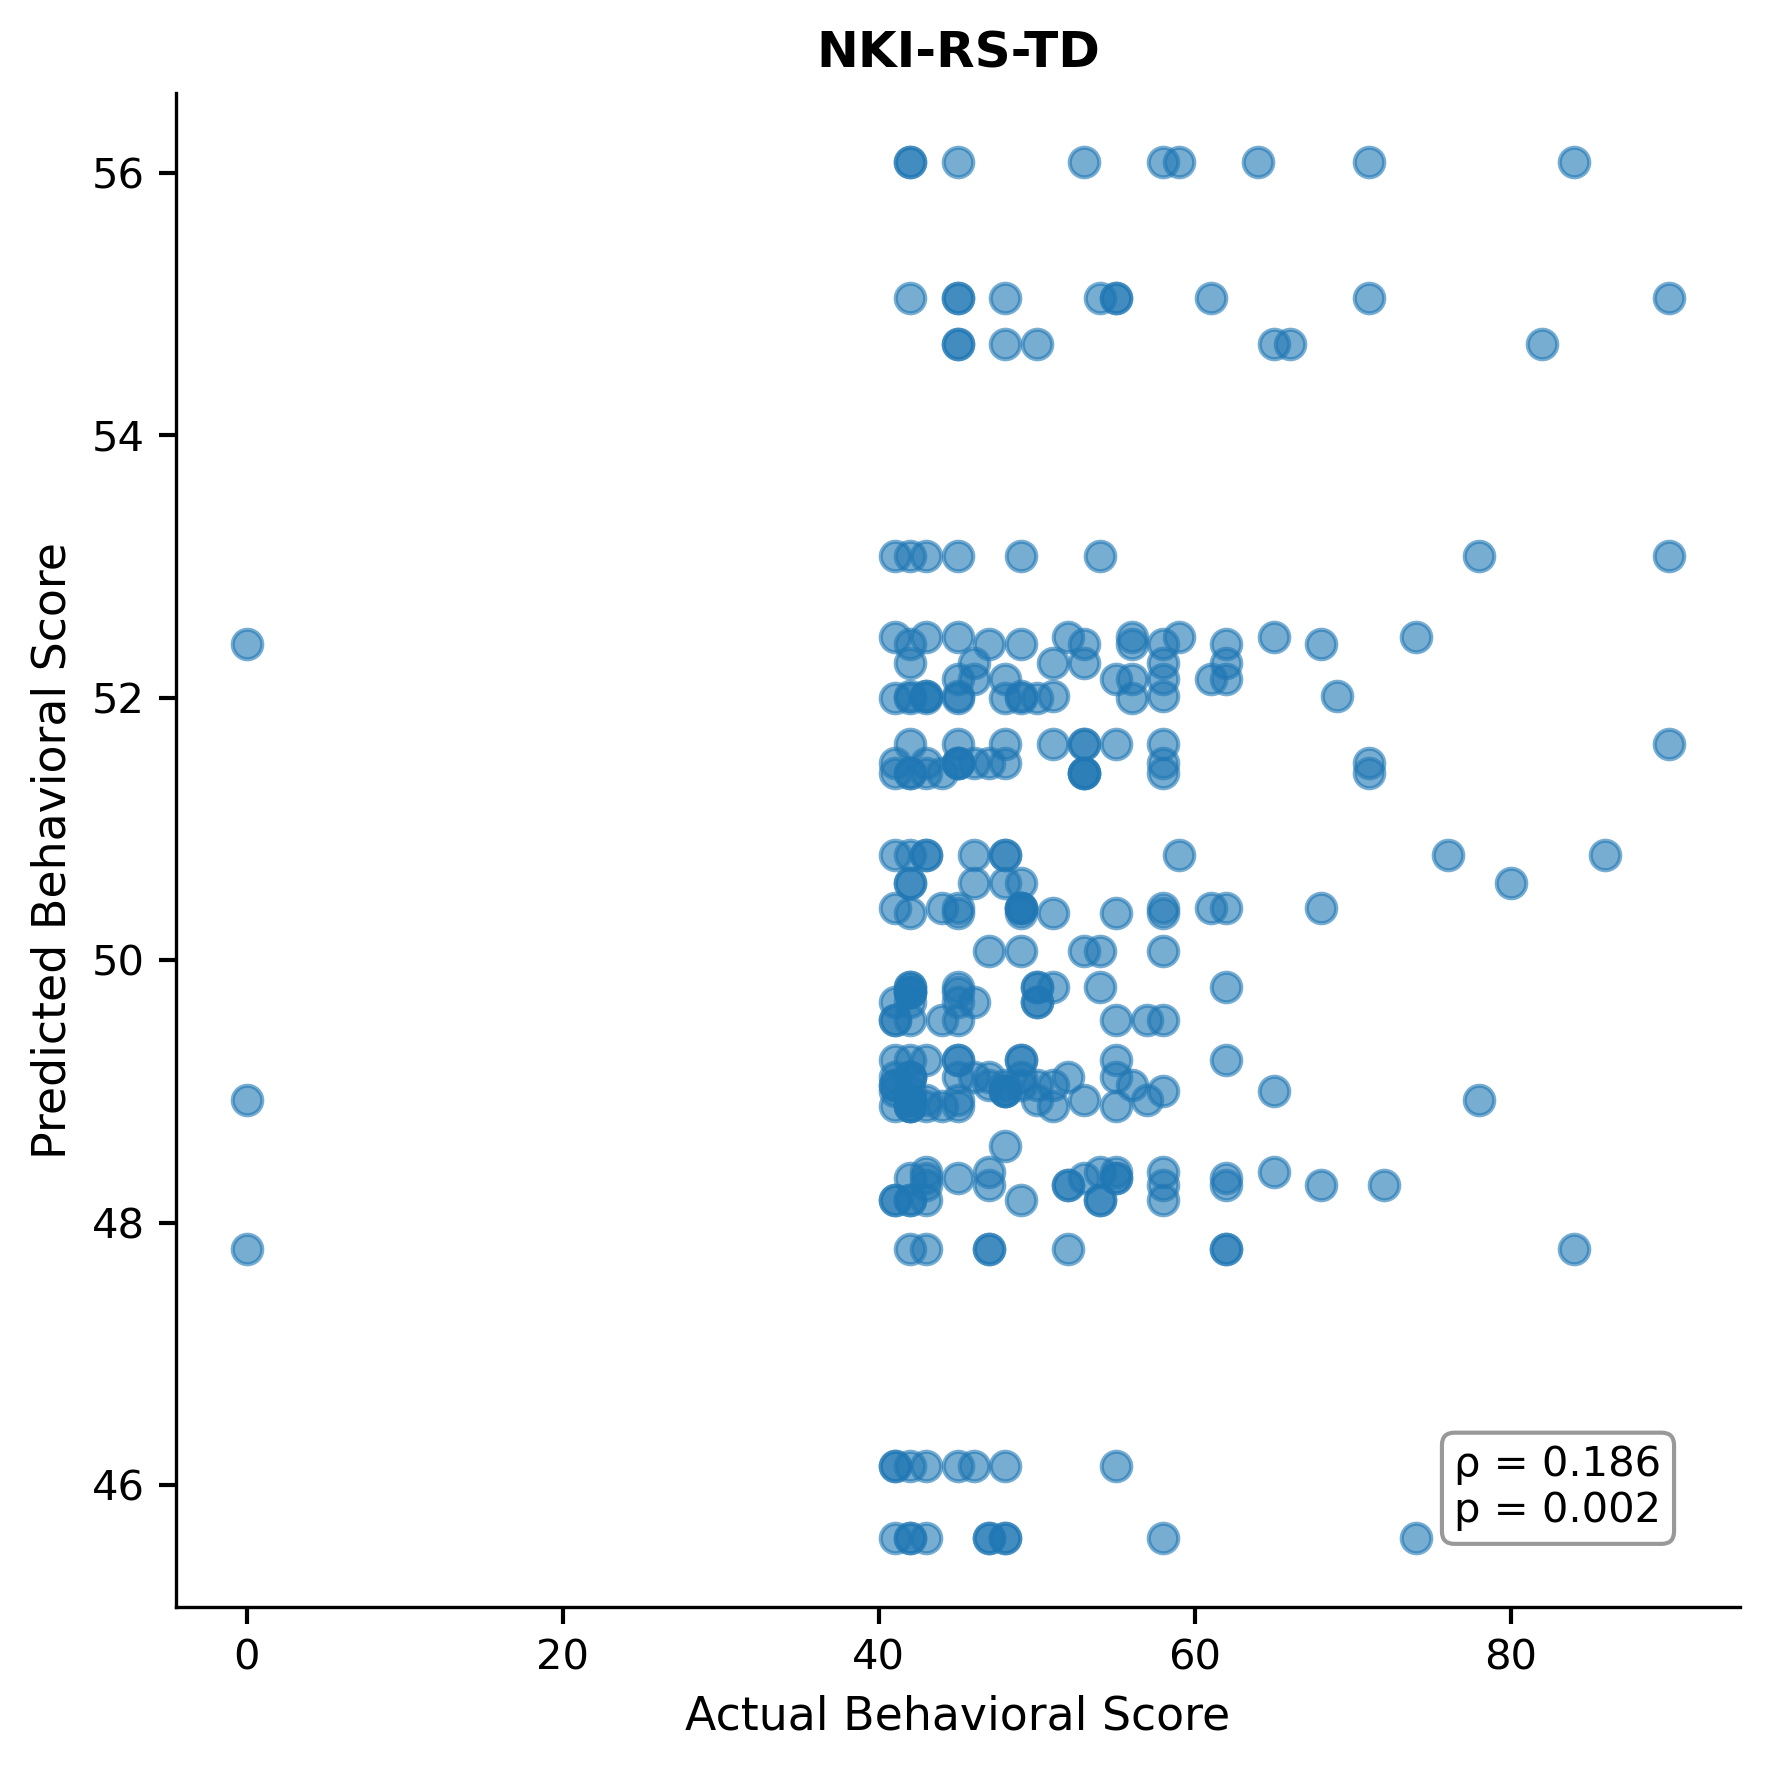 NKI-RS-TD
Predicted Behavioral Score
56
54
52
50
48
46
ρ = 0.186
p = 0.002
0 20 40 60 80
Actual Behavioral Score